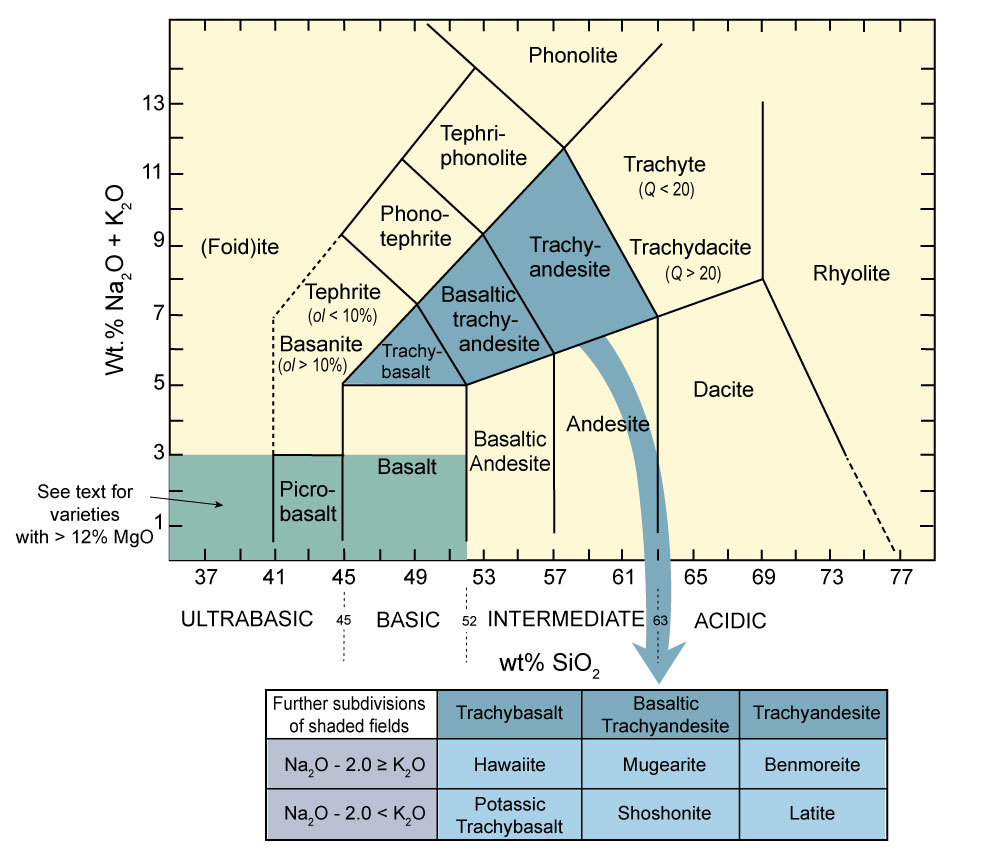 Phonolite
13
Tephri-
phonolite
Trachyte
(Q < 20)
11
Phono-
tephrite
9
(Foid)ite
Trachy-
andesite
Trachydacite
(Q > 20)
Rhyolite
Wt.% Na₂O + K₂O
Tephrite
(ol < 10%)
Basaltic
trachy-
andesite
7
Basanite
(ol > 10%)
Trachy-
basalt
5
Dacite
Andesite
Basaltic
Andesite
3
Basalt
See text for
varieties
with > 12% MgO
Picro-
basalt
1
37 41 45 49 53 57 61 65 69 73 77
ULTRABASIC 45 BASIC 52 INTERMEDIATE 63 ACIDIC
wt% SiO₂
Further subdivisions
of shaded fields
Trachybasalt
Basaltic
Trachyandesite
Trachyandesite
Na₂O - 2.0 ≥ K₂O
Hawaiite
Mugearite
Benmoreite
Na₂O - 2.0 < K₂O
Potassic
Trachybasalt
Shoshonite
Latite